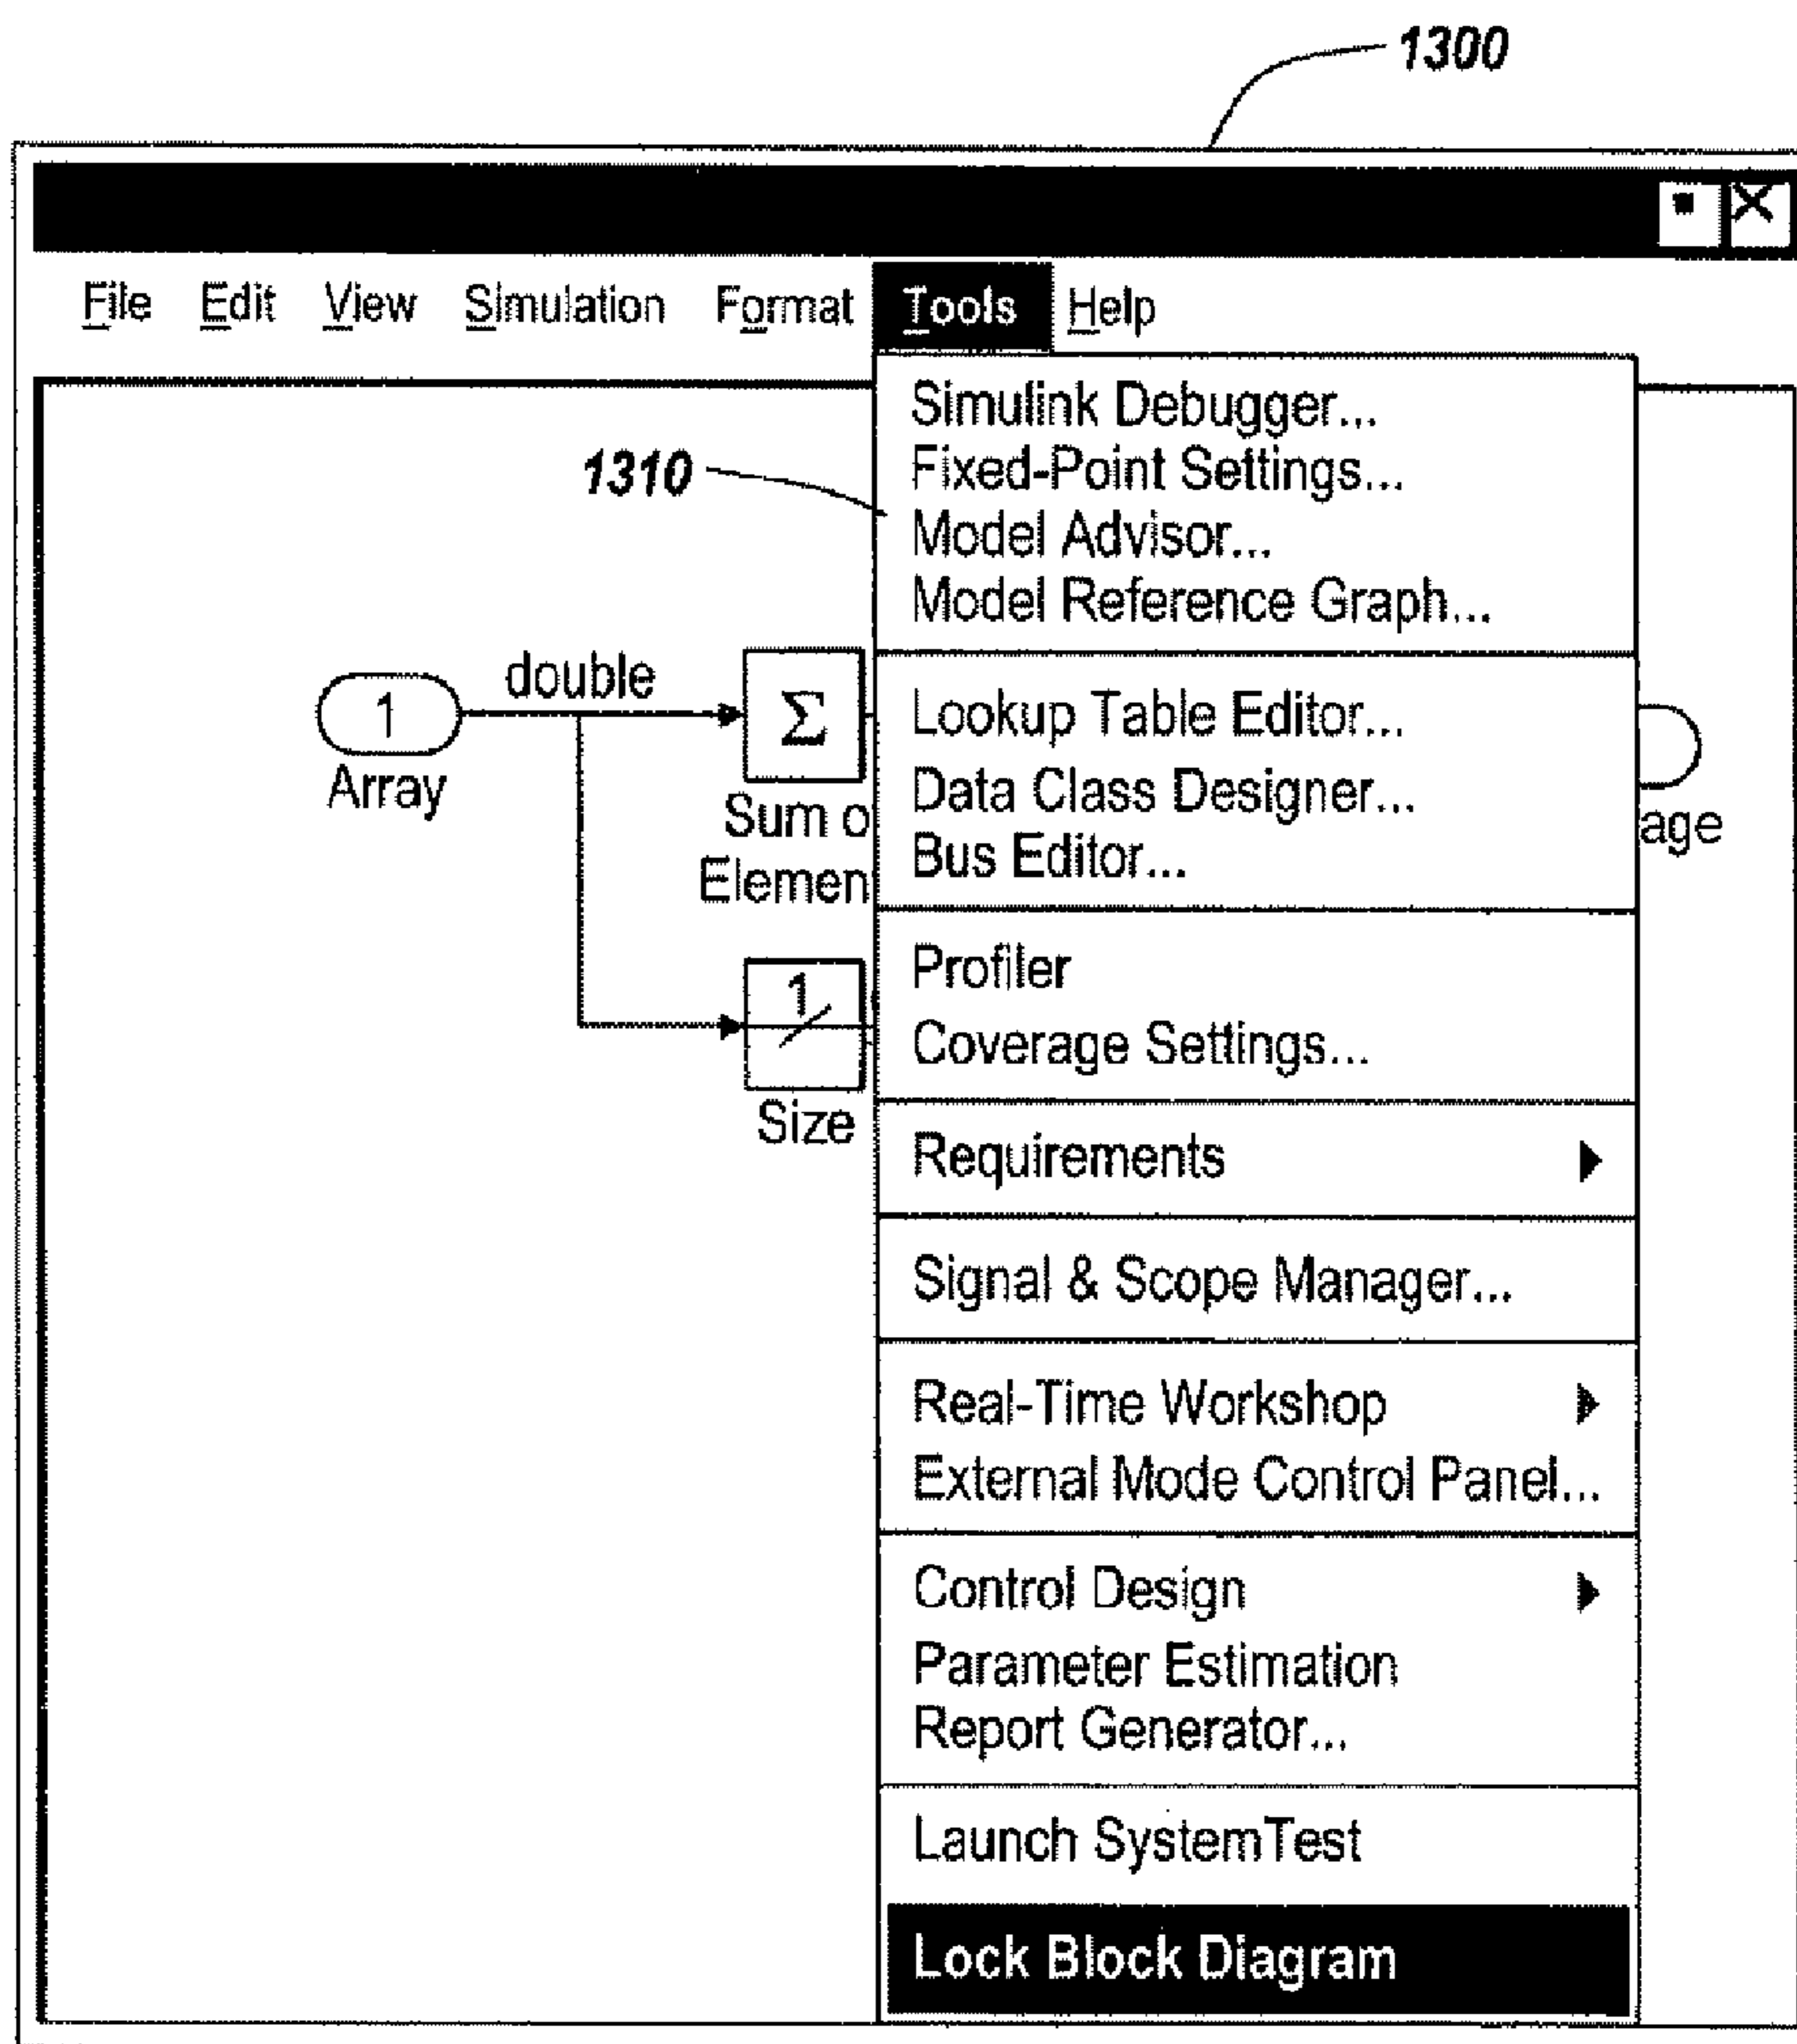 1300
File Edit View Simulation Format Tools Help
Simulink Debugger...
1310
Fixed-Point Settings...
Model Advisor...
Model Reference Graph...
double
1
Σ
Array
Sum o
Elemen
Lookup Table Editor...
Data Class Designer...
Bus Editor...
age
Profiler
1
Coverage Settings...
Size
Requirements
Signal & Scope Manager...
Real-Time Workshop
External Mode Control Panel...
Control Design
Parameter Estimation
Report Generator...
Launch SystemTest
Lock Block Diagram